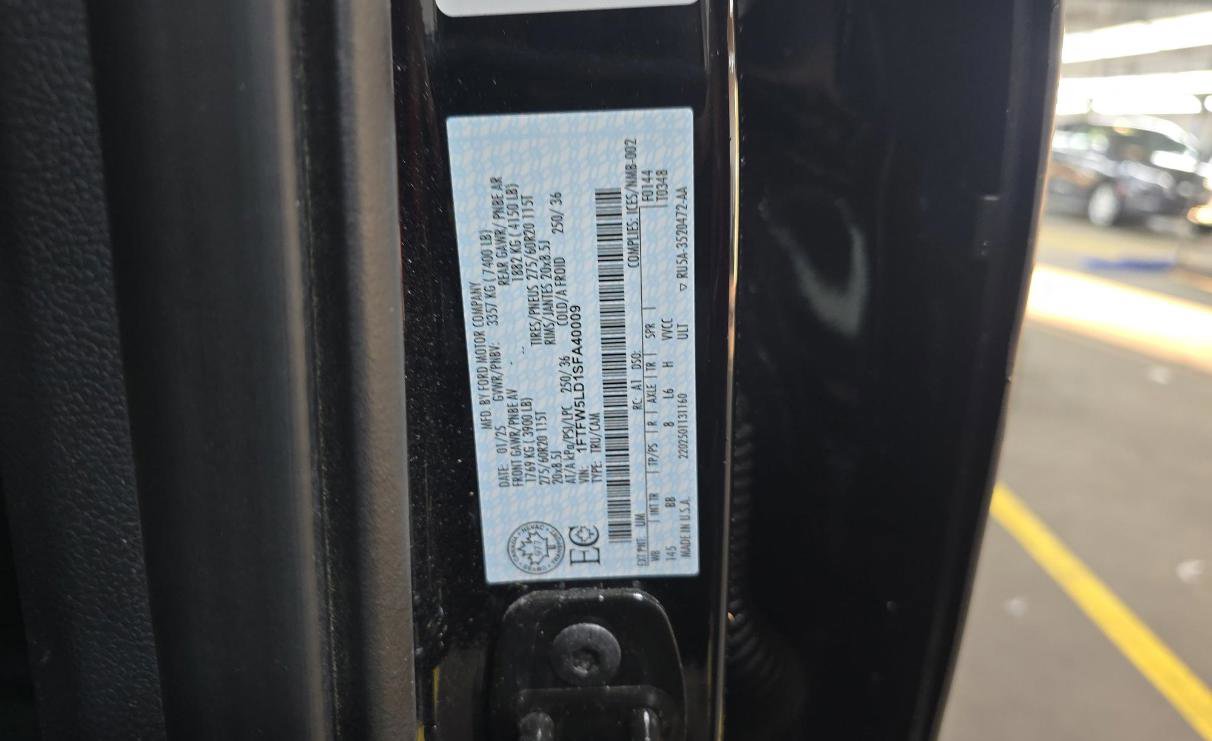 MFD. BY FORD MOTOR COMPANY
DATE: 01/25 GVWR/PNBV: 3357 KG ( 7400 LB)
FRONT GAWR/PNBE AV REAR GAWR/ PNBE AR
1769 KG ( 3900 LB) 1882 KG ( 4150 LB)
275/60R20 115T TIRES/PNEUS 275/60R20 115T
20x8.5J RIMS/JANTES 20x8.5J
AT/A kPa/PSI/LPC 250/ 36 COLD/A FROID 250/ 36
VIN: 1FTFW5LD1SFA40009
TYPE: TRU/CAM
EC
RC: A1 DSO: COMPLIES: ICES/NMB-002
EXT PNT: UM F0144
WB INT TR TP/PS R AXLE TR SPR T0348
145 BB 8 L6 H VVCC
MADE IN U.S.A. 2202501131160 ULT ▽ RU5A-3520472-AA